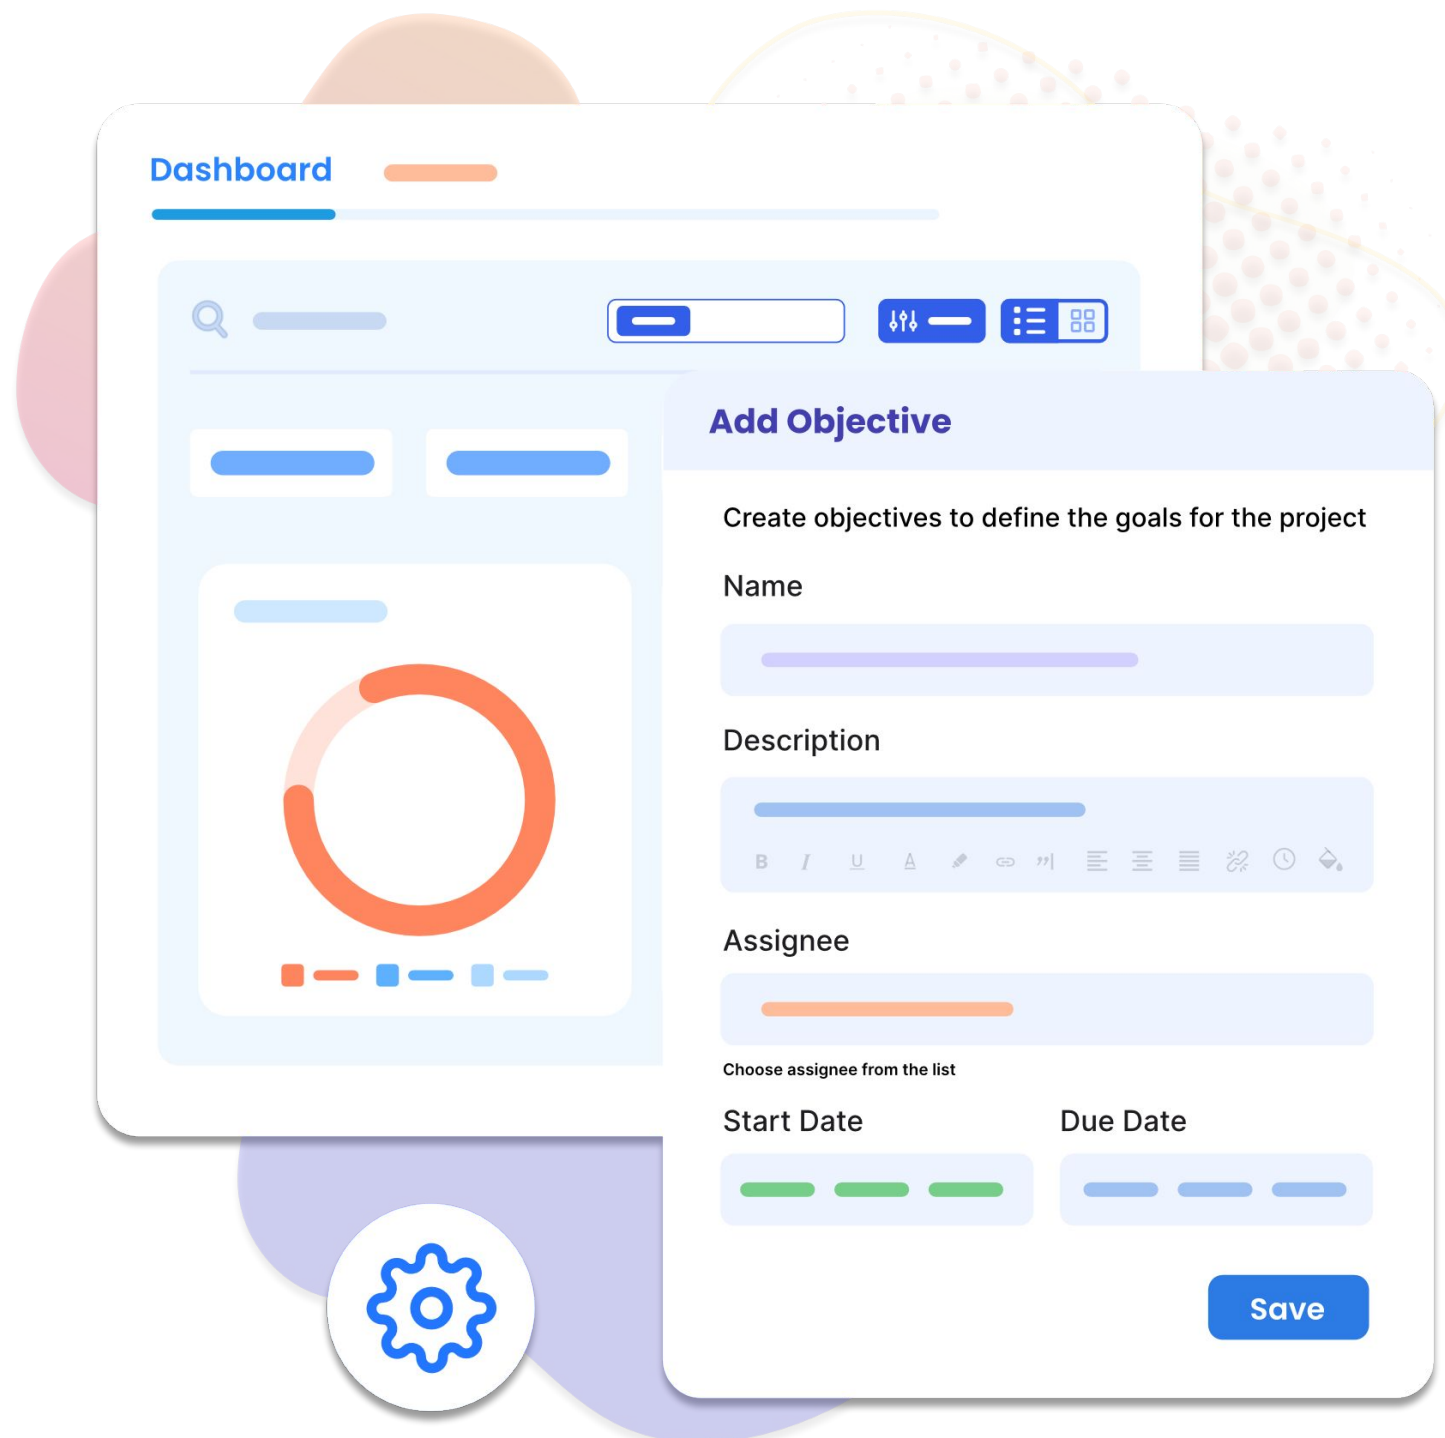 Dashboard
Add Objective
Create objectives to define the goals for the project
Name
Description
B I U A
Assignee
Choose assignee from the list
Start Date Due Date
Save